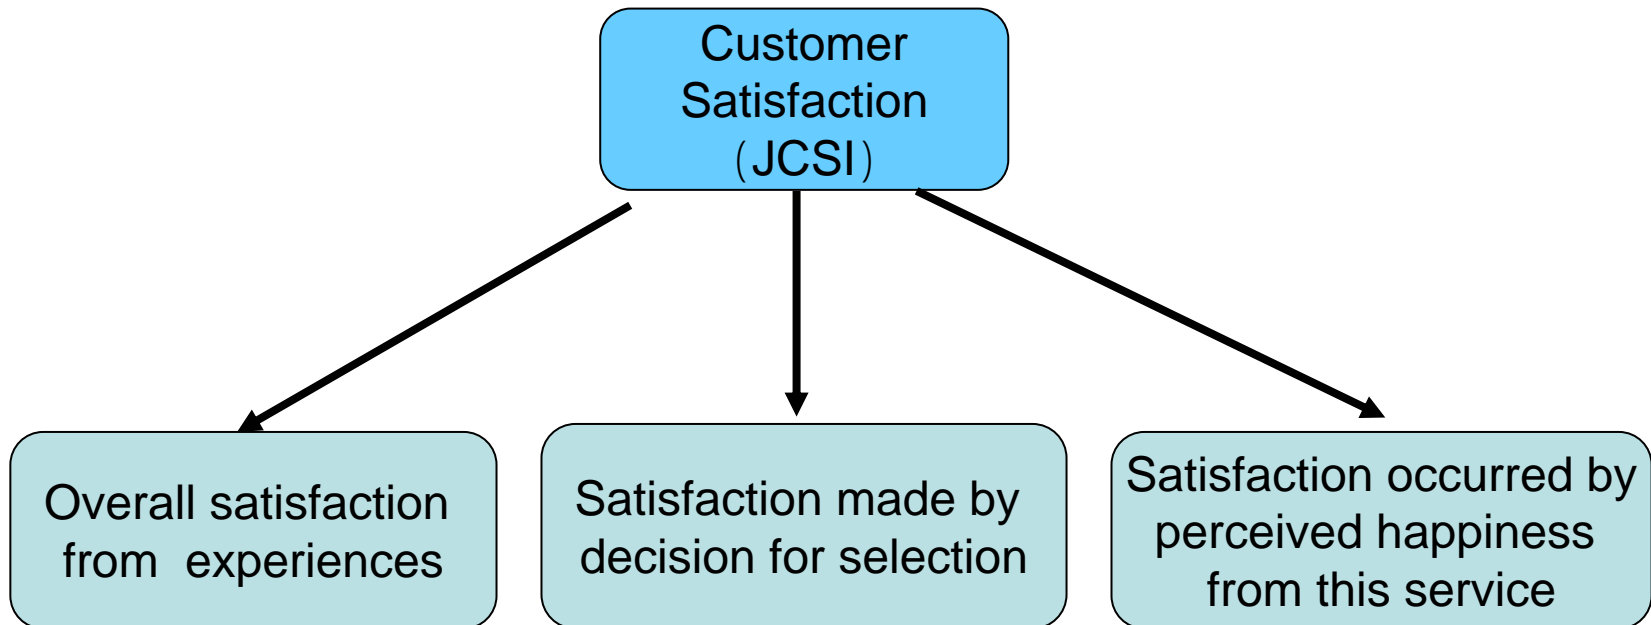 Customer
Satisfaction
(JCSI)
Overall satisfaction
from experiences
Satisfaction made by
decision for selection
Satisfaction occurred by
perceived happiness
from this service